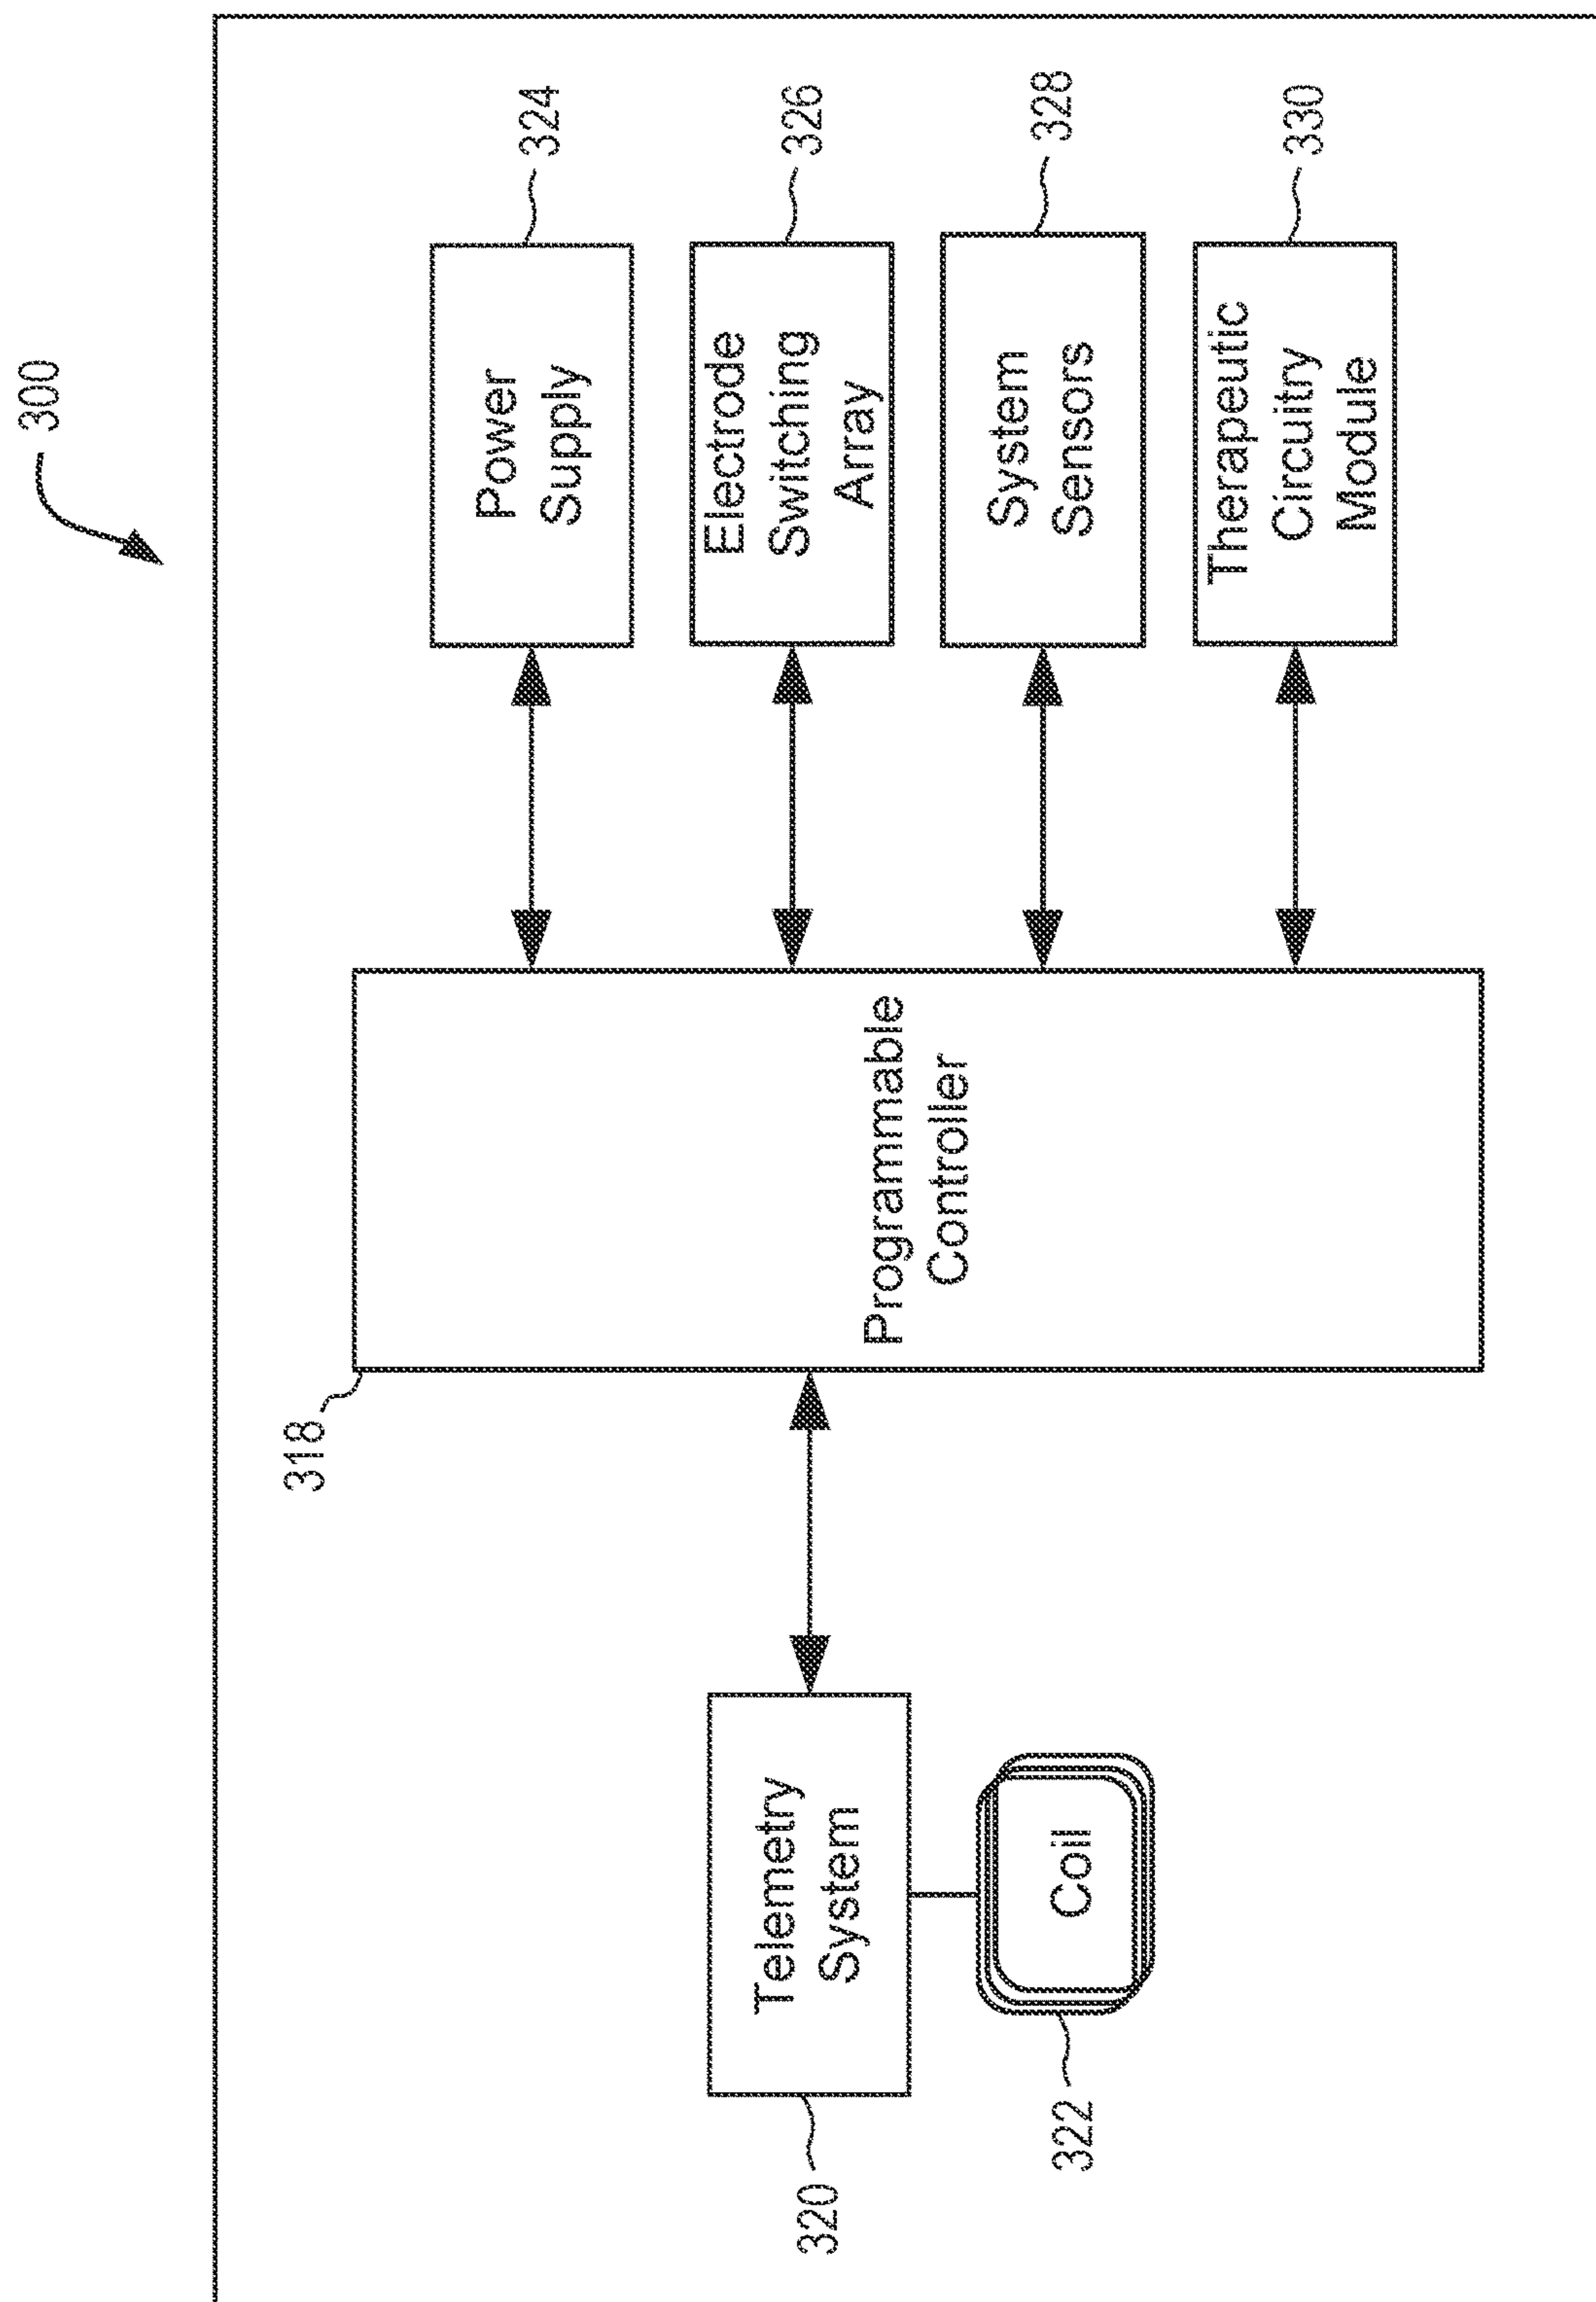 300
318
Programmable
Controller
320
Telemetry
System
322
Coil
324
Power
Supply
326
Electrode
Switching
Array
328
System
Sensors
330
Therapeutic
Circuitry
Module